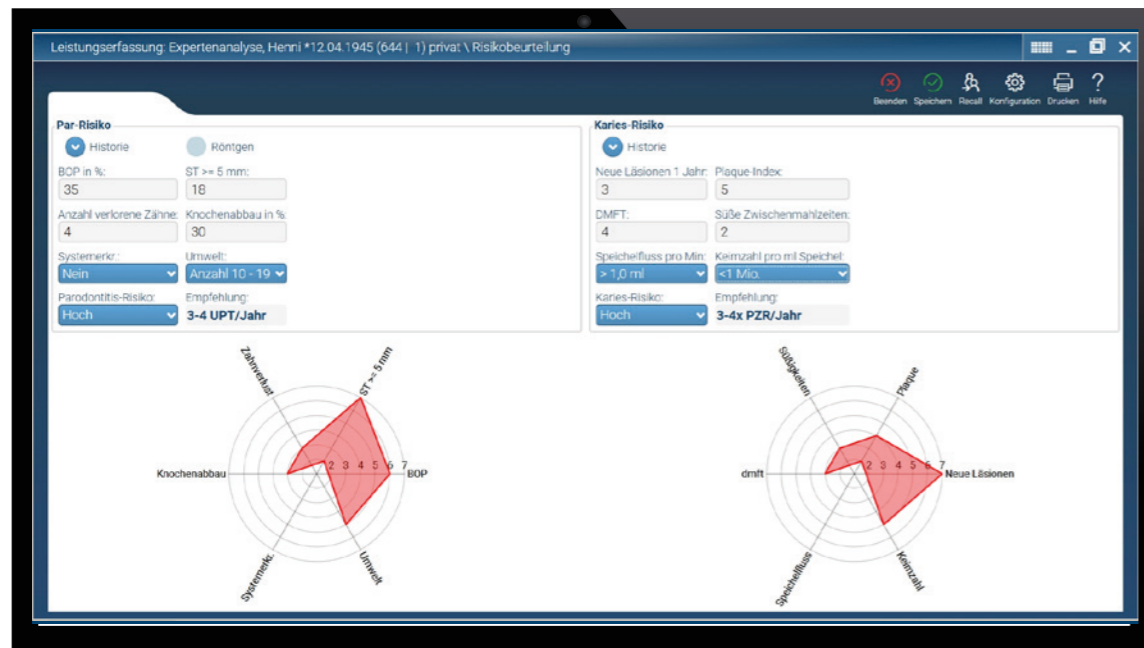 Leistungserfassung: Expertenanalyse, Henni *12.04.1945 (644 | 1) privat \ Risikobeurteilung
Beenden Speichern Recall Konfiguration Drucken Hilfe
Par-Risiko
Historie Röntgen
BOP in %: ST >= 5 mm:
35 18
Anzahl verlorene Zähne: Knochenabbau in %:
4 30
Systemerkr.: Umwelt:
Nein Anzahl 10 - 19
Parodontitis-Risiko: Empfehlung:
Hoch 3-4 UPT/Jahr
Karies-Risiko
Historie
Neue Läsionen 1 Jahr: Plaque-Index:
3 5
DMFT: Süße Zwischenmahlzeiten:
4 2
Speichelfluss pro Min: Keimzahl pro ml Speichel:
> 1,0 ml <1 Mio.
Karies-Risiko: Empfehlung:
Hoch 3-4x PZR/Jahr
Zahnverlust
ST >= 5 mm
Knochenabbau
2 3 4 5 6 7
BOP
Systemerkr.
Umwelt
Süßigkeiten
Plaque
dmft
2 3 4 5 6 7
Neue Läsionen
Speichelfluss
Keimzahl